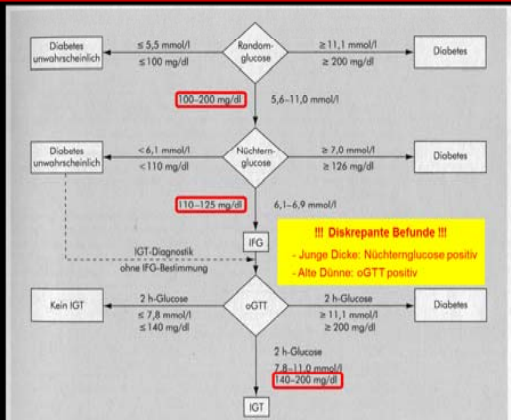 Diabetes
unwahrscheinlich
≤ 5,5 mmol/l
≤100 mg/dl
Random-
glucose
≥ 11,1 mmol/l
≥ 200 mg/dl
Diabetes
100–200 mg/dl
5,6–11,0 mmol/l
Diabetes
unwahrscheinlich
<6,1 mmol/l
<110 mg/dl
Nüchtern-
glucose
≥ 7,0 mmol/l
≥ 126 mg/dl
Diabetes
110–125 mg/dl
6,1–6,9 mmol/l
!!! Diskrepante Befunde !!!
- Junge Dicke: Nüchternglucose positiv
- Alte Dünne: oGTT positiv
IFG
IGT-Diagnostik
ohne IFG-Bestimmung
Kein IGT
2 h-Glucose
≤ 7,8 mmol/l
≤ 140 mg/dl
oGTT
2 h-Glucose
≥ 11,1 mmol/l
≥ 200 mg/dl
Diabetes
2 h-Glucose
7,8–11,0 mmol/l
140–200 mg/dl
IGT